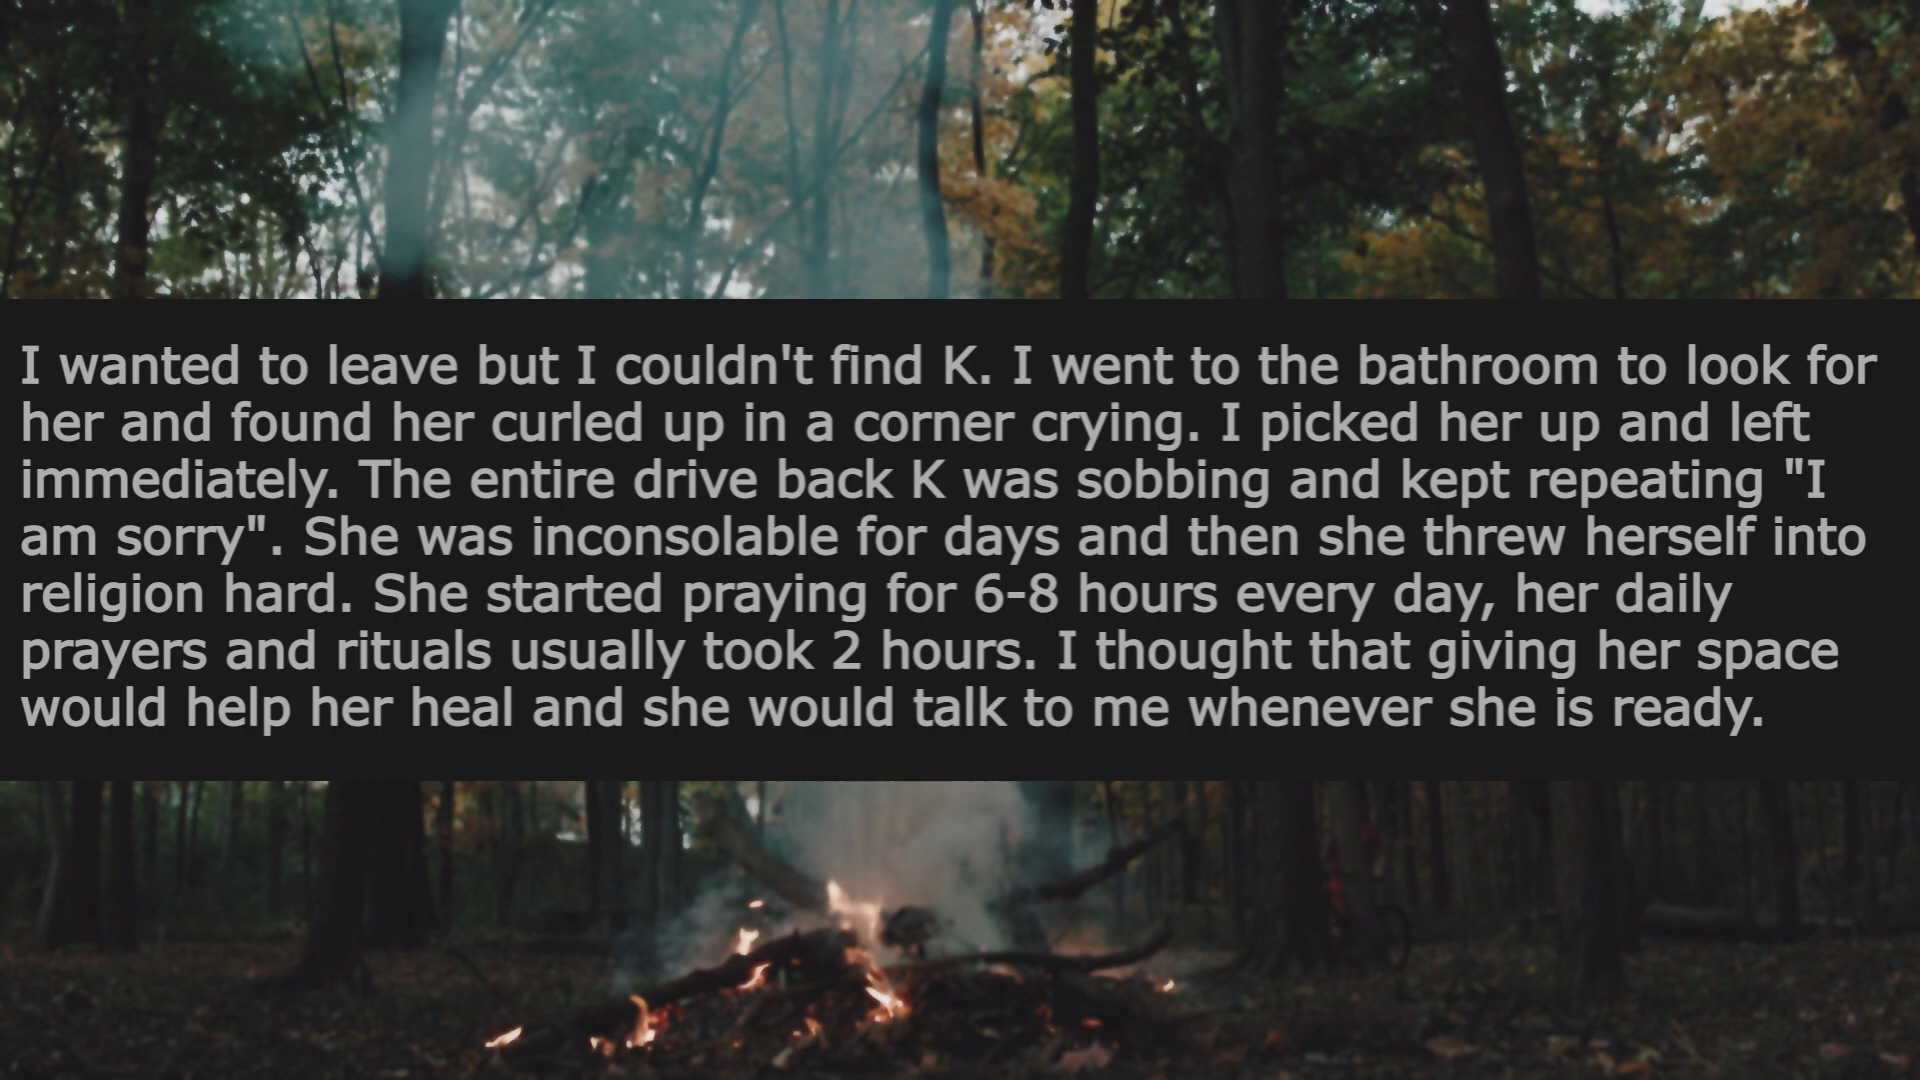 I wanted to leave but I couldn't find K. I went to the bathroom to look for
her and found her curled up in a corner crying. I picked her up and left
immediately. The entire drive back K was sobbing and kept repeating "I
am sorry". She was inconsolable for days and then she threw herself into
religion hard. She started praying for 6-8 hours every day, her daily
prayers and rituals usually took 2 hours. I thought that giving her space
would help her heal and she would talk to me whenever she is ready.